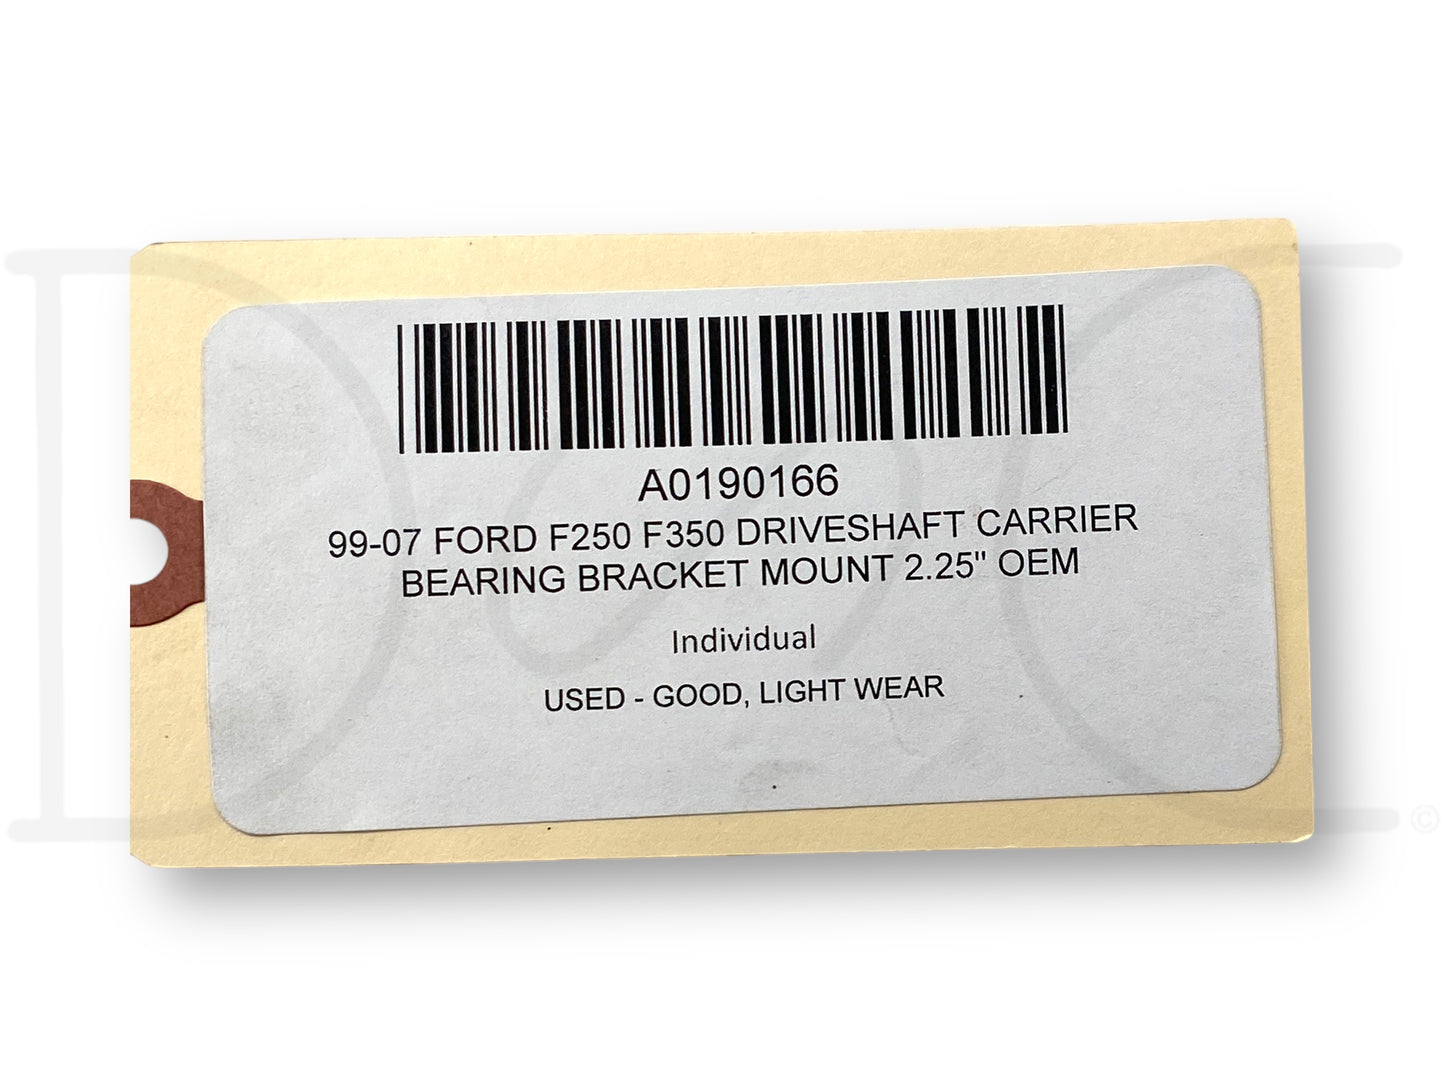 A0190166
99-07 FORD F250 F350 DRIVESHAFT CARRIER
BEARING BRACKET MOUNT 2.25" OEM
Individual
USED - GOOD, LIGHT WEAR
©